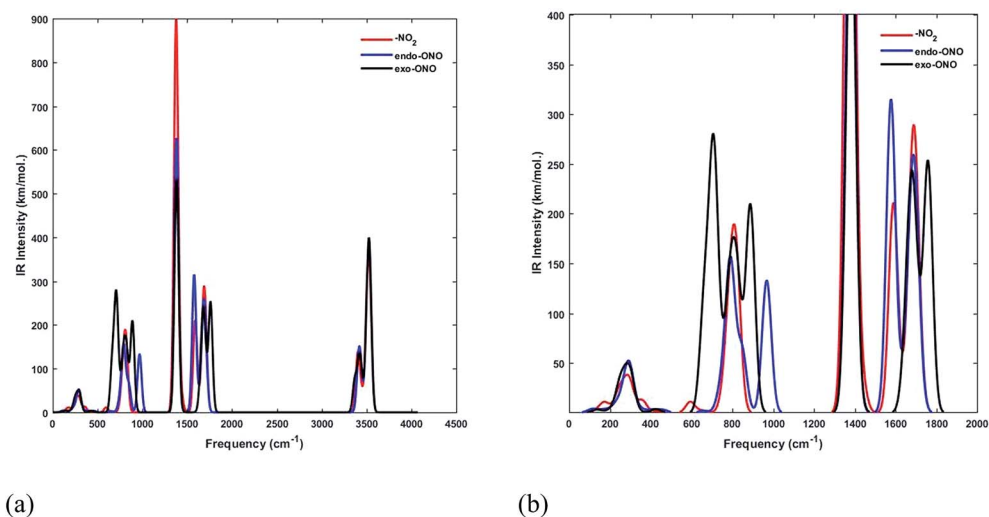 900
800
700
600
500
400
300
200
100
0
0 500 1000 1500 2000 2500 3000 3500 4000 4500
IR Intensity (km/mol.)
Frequency (cm⁻¹)
-NO₂
endo-ONO
exo-ONO
(a)
400
350
300
250
200
150
100
50
0 200 400 600 800 1000 1200 1400 1600 1800 2000
IR Intensity (km/mol.)
Frequency (cm⁻¹)
-NO₂
endo-ONO
exo-ONO
(b)